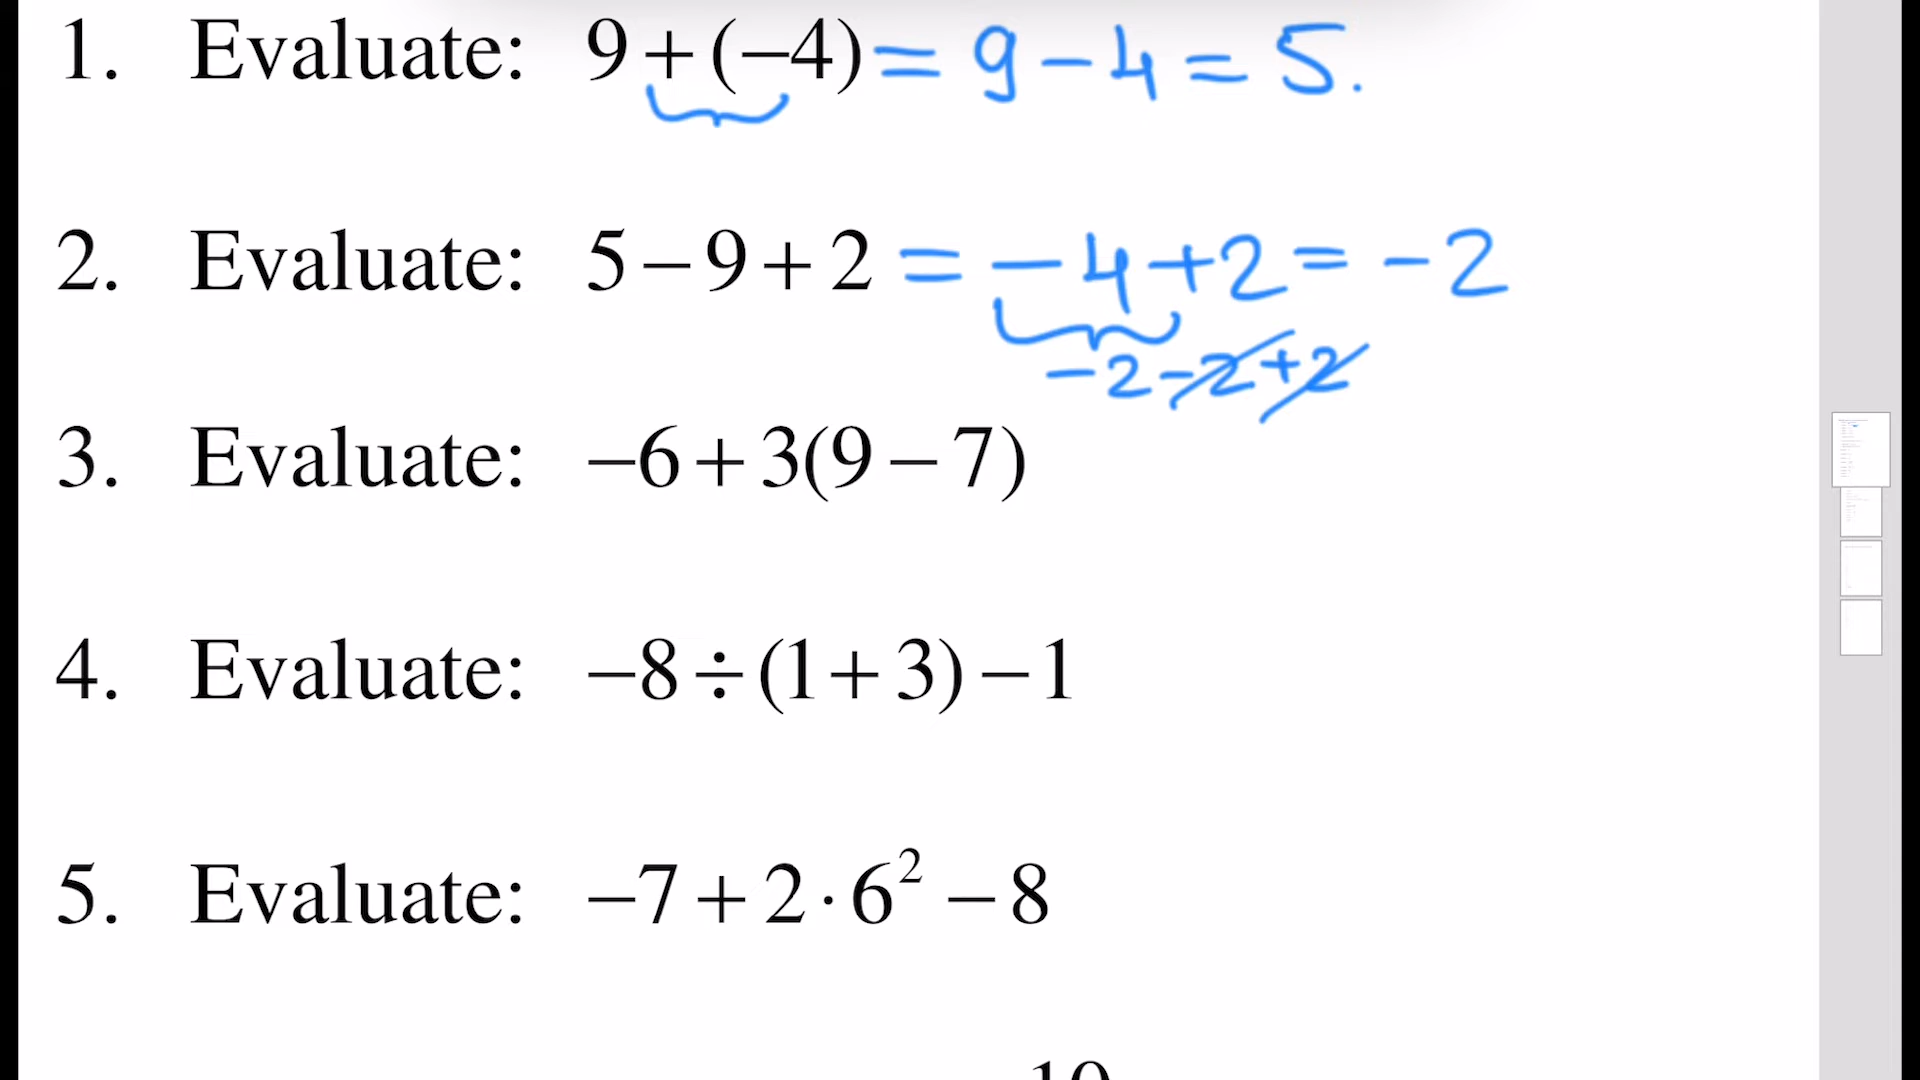 1. Evaluate: 9 + (−4) = 9 − 4 = 5.
2. Evaluate: 5 − 9 + 2 = −4 + 2 = −2
−2 −2 +2
3. Evaluate: −6 + 3(9 − 7)
4. Evaluate: −8 ÷ (1 + 3) − 1
5. Evaluate: −7 + 2 · 6² − 8
10